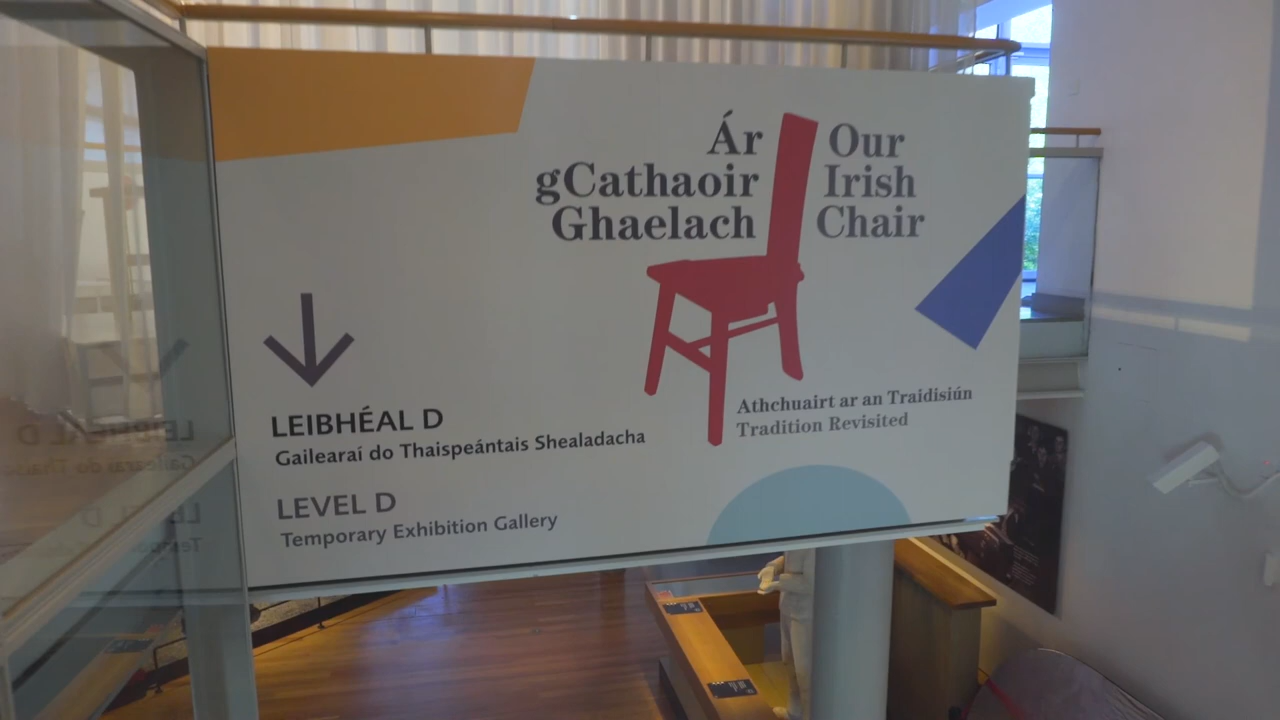 Ár
gCathaoir
Ghaelach
Our
Irish
Chair
Athchuairt ar an Traidisiún
Tradition Revisited
LEIBHÉAL D
Gailearaí do Thaispeántais Shealadacha
LEVEL D
Temporary Exhibition Gallery